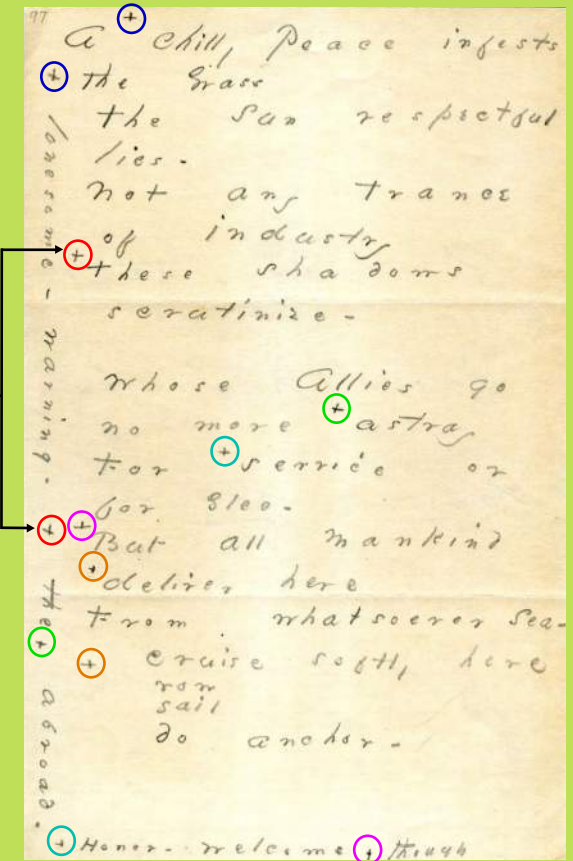 97
A + Chill, Peace infests
+ the Grass
the Sun respectful
lies -
not any Trance
of industry
+ these shadows
scrutinize -
Whose Allies go
no more + astray
For + service or
for Glee -
+ But all mankind
+ deliver here
From whatsoever Sea -
+ cruise softly here
row
sail
do anchor -
+ Honor - welcome + though
lonesome - warning - + the + abroad.